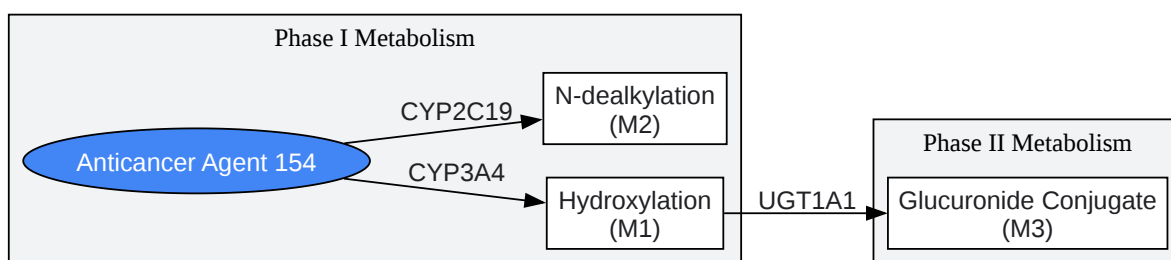 Phase I Metabolism
CYP2C19
N-dealkylation
(M2)
Anticancer Agent 154
CYP3A4
Hydroxylation
(M1)
UGT1A1
Phase II Metabolism
Glucuronide Conjugate
(M3)